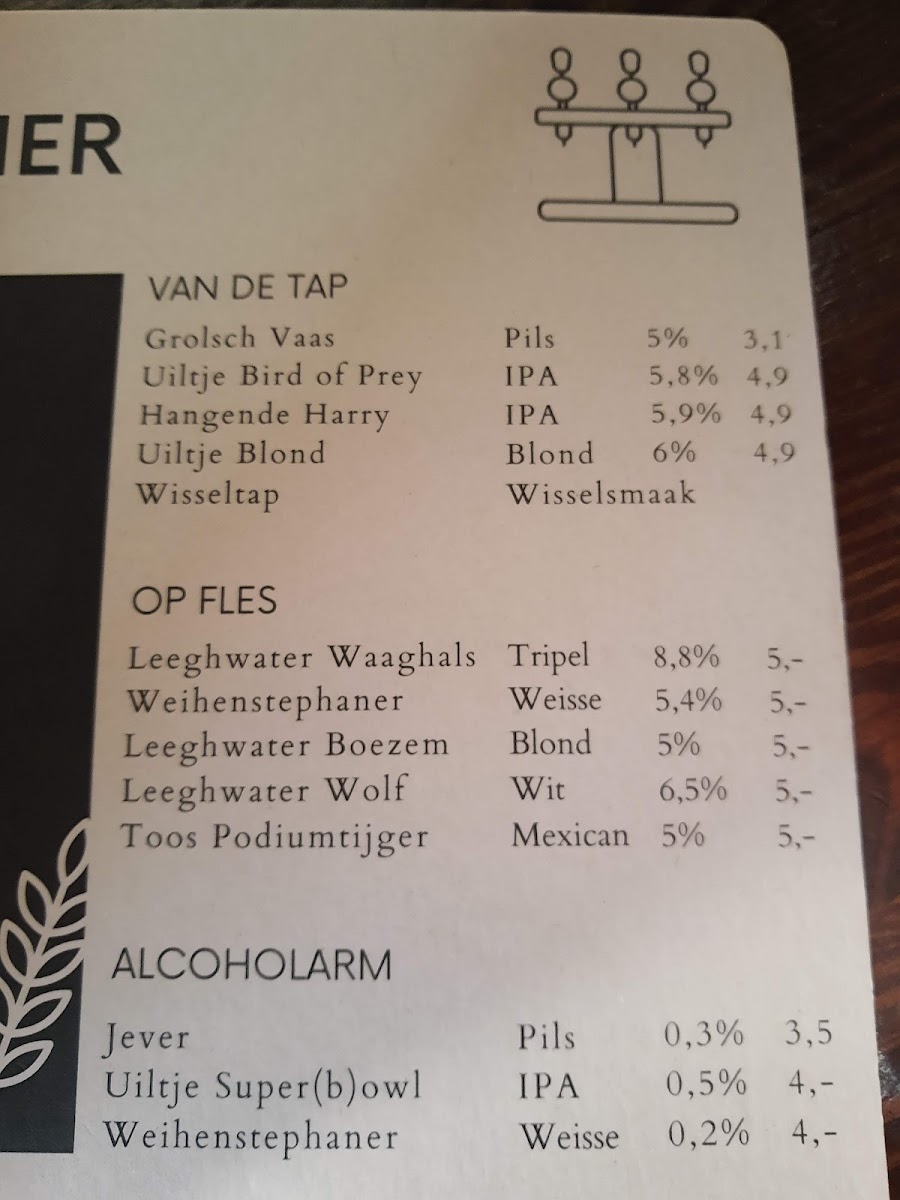 IER
VAN DE TAP
Grolsch Vaas Pils 5% 3,1
Uiltje Bird of Prey IPA 5,8% 4,9
Hangende Harry IPA 5,9% 4,9
Uiltje Blond Blond 6% 4,9
Wisseltap Wisselsmaak
OP FLES
Leeghwater Waaghals Tripel 8,8% 5,-
Weihenstephaner Weisse 5,4% 5,-
Leeghwater Boezem Blond 5% 5,-
Leeghwater Wolf Wit 6,5% 5,-
Toos Podiumtijger Mexican 5% 5,-
ALCOHOLARM
Jever Pils 0,3% 3,5
Uiltje Super(b)owl IPA 0,5% 4,-
Weihenstephaner Weisse 0,2% 4,-